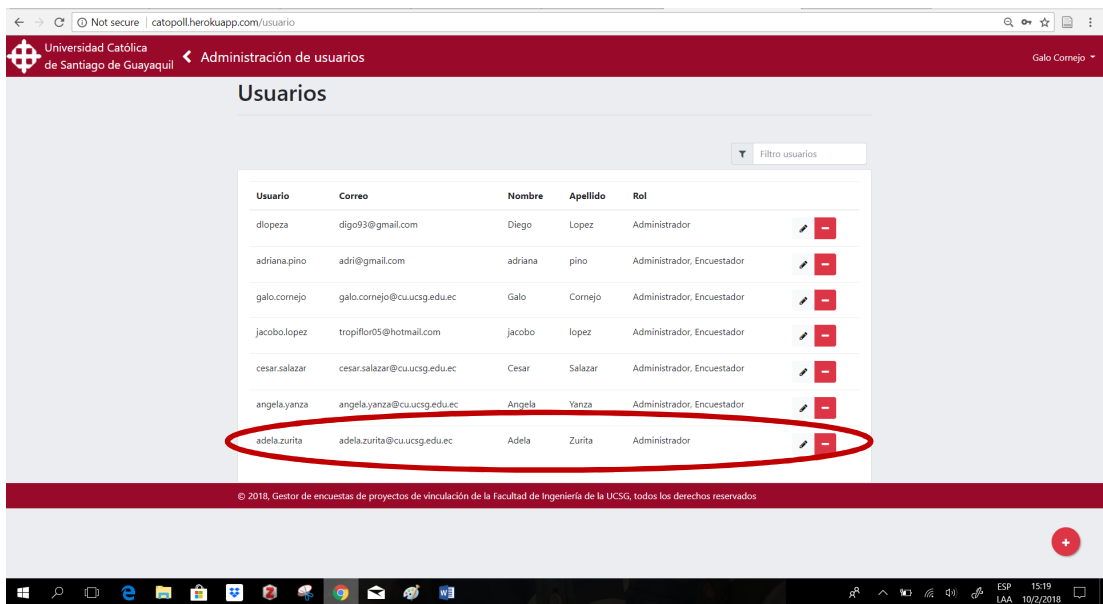 Not secure | catopoll.herokuapp.com/usuario
Universidad Católica
de Santiago de Guayaquil
Administración de usuarios
Galo Cornejo
Usuarios
Filtro usuarios
Usuario Correo Nombre Apellido Rol
dlopeza digo93@gmail.com Diego Lopez Administrador
adriana.pino adri@gmail.com adriana pino Administrador, Encuestador
galo.cornejo galo.cornejo@cu.ucsg.edu.ec Galo Cornejo Administrador, Encuestador
jacobo.lopez tropiflor05@hotmail.com jacobo lopez Administrador, Encuestador
cesar.salazar cesar.salazar@cu.ucsg.edu.ec Cesar Salazar Administrador, Encuestador
angela.yanza angela.yanza@cu.ucsg.edu.ec Angela Yanza Administrador, Encuestador
adela.zurita adela.zurita@cu.ucsg.edu.ec Adela Zurita Administrador
© 2018, Gestor de encuestas de proyectos de vinculación de la Facultad de Ingeniería de la UCSG, todos los derechos reservados
ESP 15:19
LAA 10/2/2018